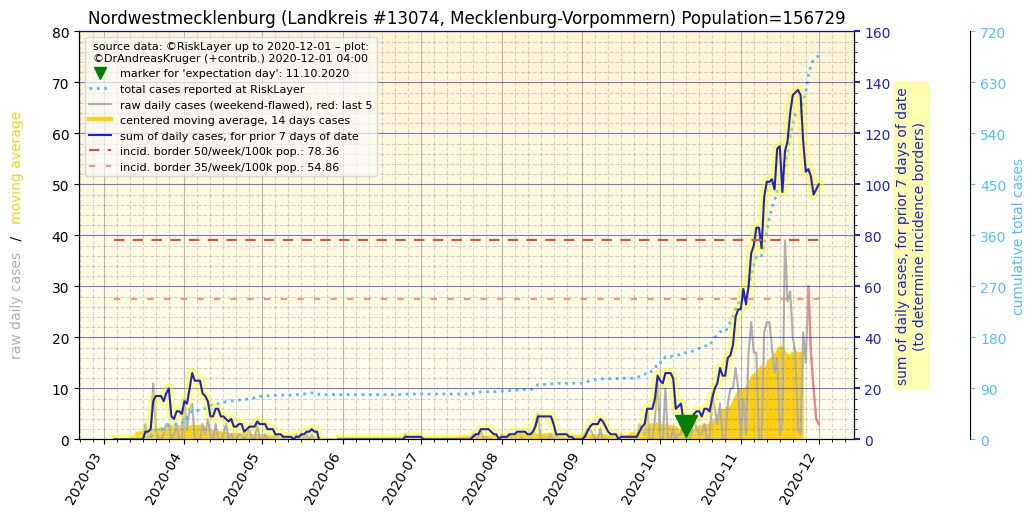 Nordwestmecklenburg (Landkreis #13074, Mecklenburg-Vorpommern) Population=156729
source data: ©RiskLayer up to 2020-12-01 – plot:
©DrAndreasKruger (+contrib.) 2020-12-01 04:00
marker for 'expectation day': 11.10.2020
total cases reported at RiskLayer
raw daily cases (weekend-flawed), red: last 5
centered moving average, 14 days cases
sum of daily cases, for prior 7 days of date
incid. border 50/week/100k pop.: 78.36
incid. border 35/week/100k pop.: 54.86
raw daily cases / moving average
80
70
60
50
40
30
20
10
0
2020-03
2020-04
2020-05
2020-06
2020-07
2020-08
2020-09
2020-10
2020-11
2020-12
160
140
120
100
80
60
40
20
0
sum of daily cases, for prior 7 days of date
(to determine incidence borders)
720
630
540
450
360
270
180
90
0
cumulative total cases